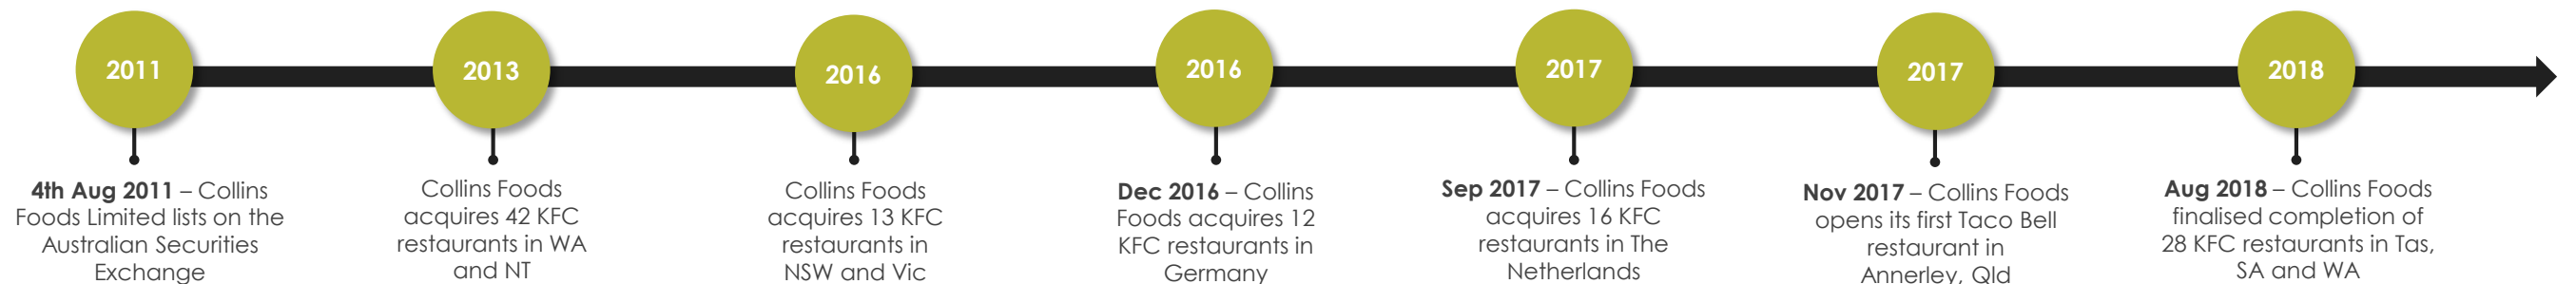 2011
4th Aug 2011 – Collins
Foods Limited lists on the
Australian Securities
Exchange
2013
Collins Foods
acquires 42 KFC
restaurants in WA
and NT
2016
Collins Foods
acquires 13 KFC
restaurants in
NSW and Vic
2016
Dec 2016 – Collins
Foods acquires 12
KFC restaurants in
Germany
2017
Sep 2017 – Collins Foods
acquires 16 KFC
restaurants in The
Netherlands
2017
Nov 2017 – Collins Foods
opens its first Taco Bell
restaurant in
Annerley, Qld
2018
Aug 2018 – Collins Foods
finalised completion of
28 KFC restaurants in Tas,
SA and WA